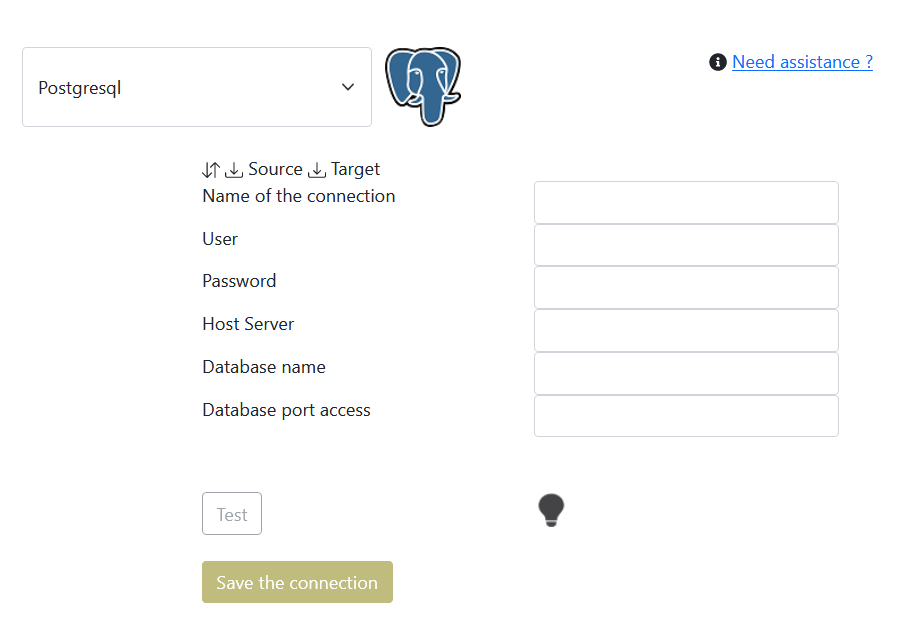 Postgresql
Need assistance ?
Source Target
Name of the connection
User
Password
Host Server
Database name
Database port access
Test
Save the connection